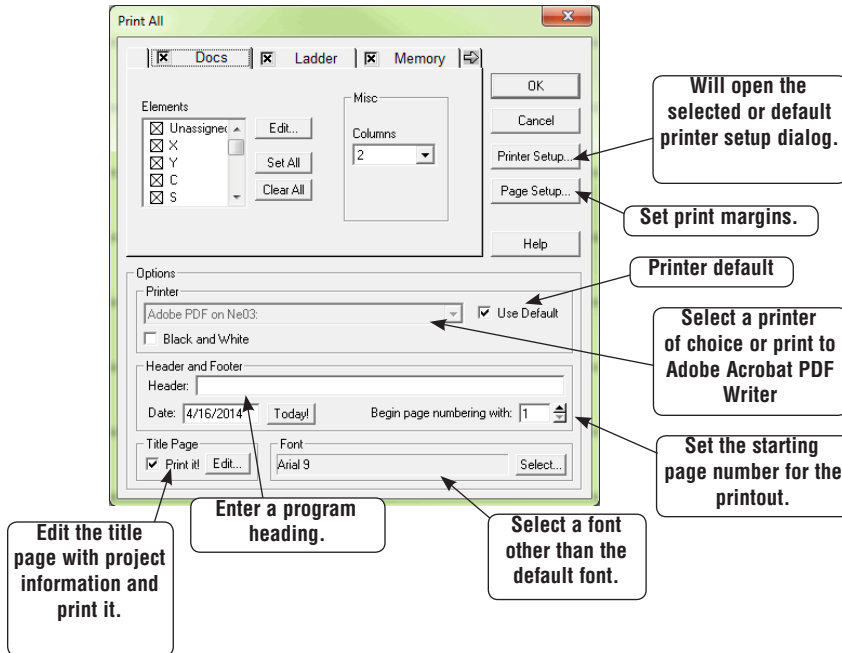 Print All
Docs
Ladder
Memory
OK
Cancel
Printer Setup...
Page Setup...
Help
Elements
Unassigned
X
Y
C
S
Edit...
Set All
Clear All
Misc
Columns
2
Options
Printer
Adobe PDF on Ne03:
Use Default
Black and White
Header and Footer
Header:
Date: 4/16/2014 Today!
Begin page numbering with: 1
Title Page
Print it! Edit...
Font
Arial 9
Select...
Will open the
selected or default
printer setup dialog.
Set print margins.
Printer default
Select a printer
of choice or print to
Adobe Acrobat PDF
Writer
Set the starting
page number for the
printout.
Select a font
other than the
default font.
Enter a program
heading.
Edit the title
page with project
information and
print it.